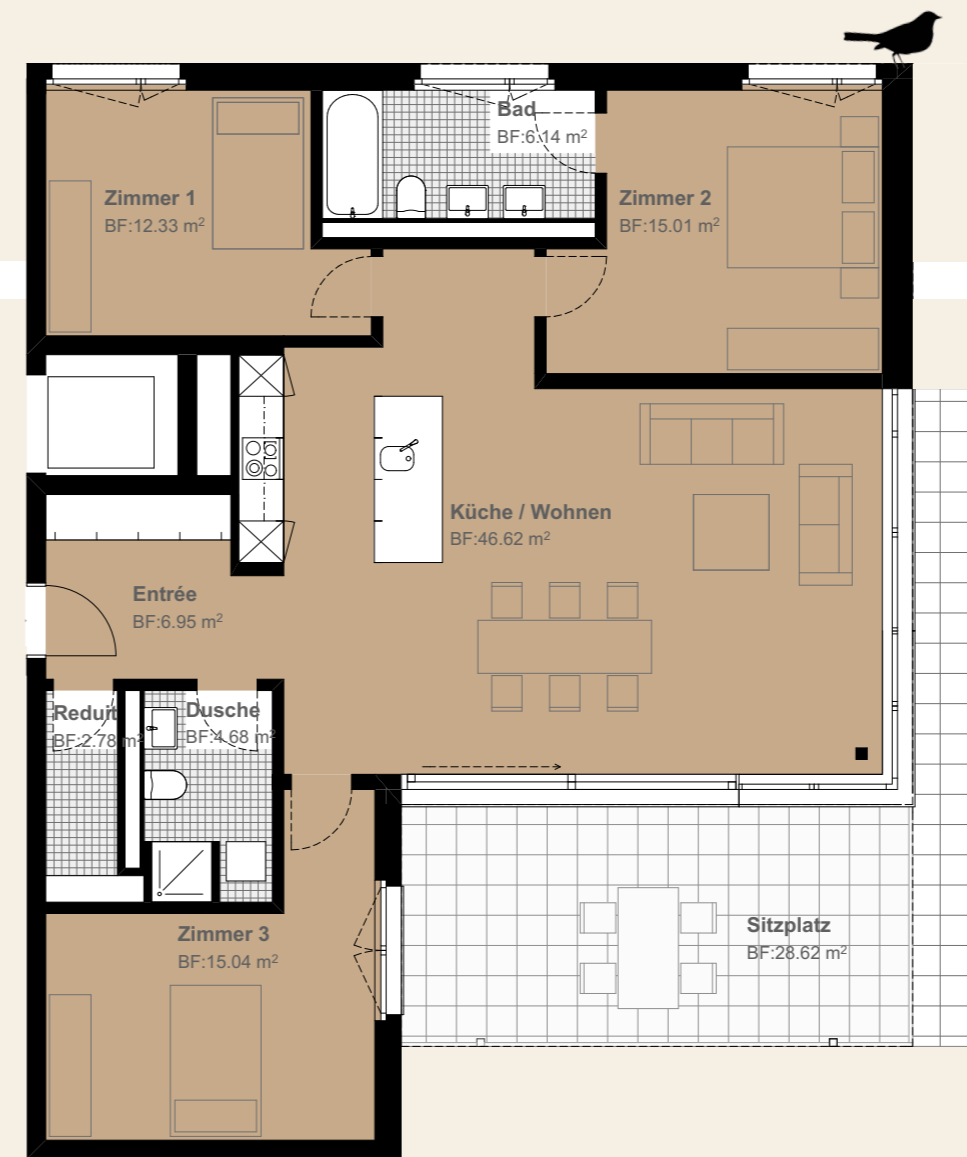 Bad
BF:6.14 m²
Zimmer 1
BF:12.33 m²
Zimmer 2
BF:15.01 m²
Küche / Wohnen
BF:46.62 m²
Entrée
BF:6.95 m²
Reduit
BF:2.78 m²
Dusche
BF:4.68 m²
Zimmer 3
BF:15.04 m²
Sitzplatz
BF:28.62 m²